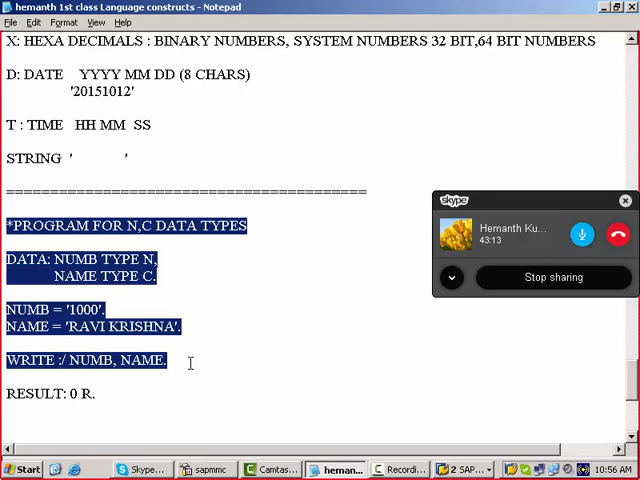 hemanth 1st class Language constructs - Notepad
File Edit Format View Help
X: HEXA DECIMALS : BINARY NUMBERS, SYSTEM NUMBERS 32 BIT,64 BIT NUMBERS
D: DATE YYYY MM DD (8 CHARS)
'20151012'
T : TIME HH MM SS
STRING ' '
=========================================
skype
Hemanth Ku...
43:13
Stop sharing
*PROGRAM FOR N,C DATA TYPES
DATA: NUMB TYPE N,
NAME TYPE C.
NUMB = '1000'.
NAME = 'RAVI KRISHNA'.
WRITE :/ NUMB, NAME.
RESULT: 0 R.
Start Skype... sapmmc Camtas... heman... Recordi... 2 SAP... 10:56 AM